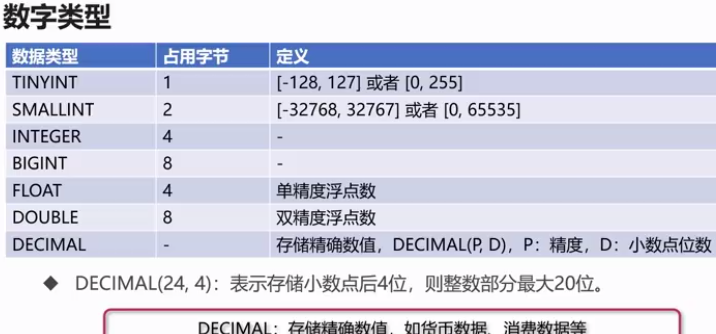 数字类型
数据类型 占用字节 定义
TINYINT 1 [-128, 127] 或者 [0, 255]
SMALLINT 2 [-32768, 32767] 或者 [0, 65535]
INTEGER 4 -
BIGINT 8 -
FLOAT 4 单精度浮点数
DOUBLE 8 双精度浮点数
DECIMAL - 存储精确数值，DECIMAL(P, D)，P：精度，D：小数点位数
◆ DECIMAL(24, 4)：表示存储小数点后4位，则整数部分最大20位。
DECIMAL：存储精确数值，如货币数据、消费数据等